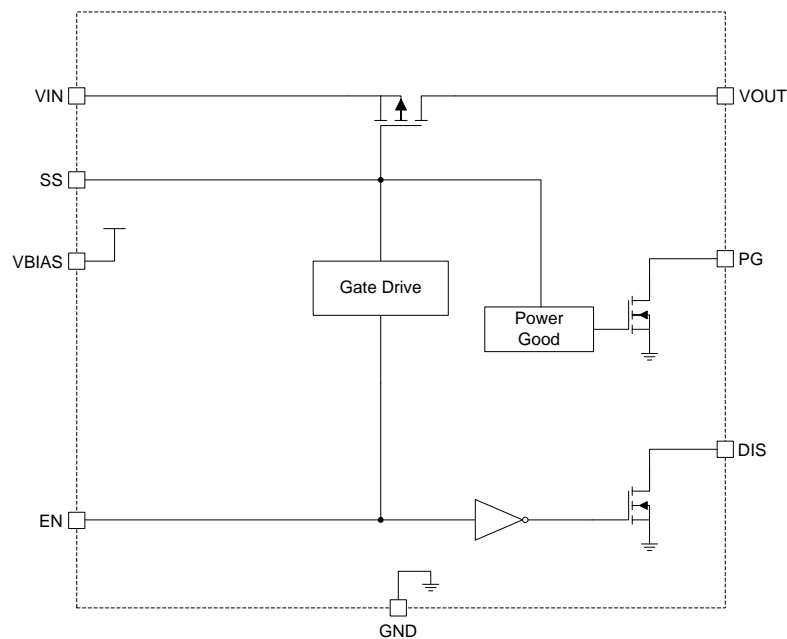 VIN
VOUT
SS
VBIAS
PG
Gate Drive
Power
Good
DIS
EN
GND